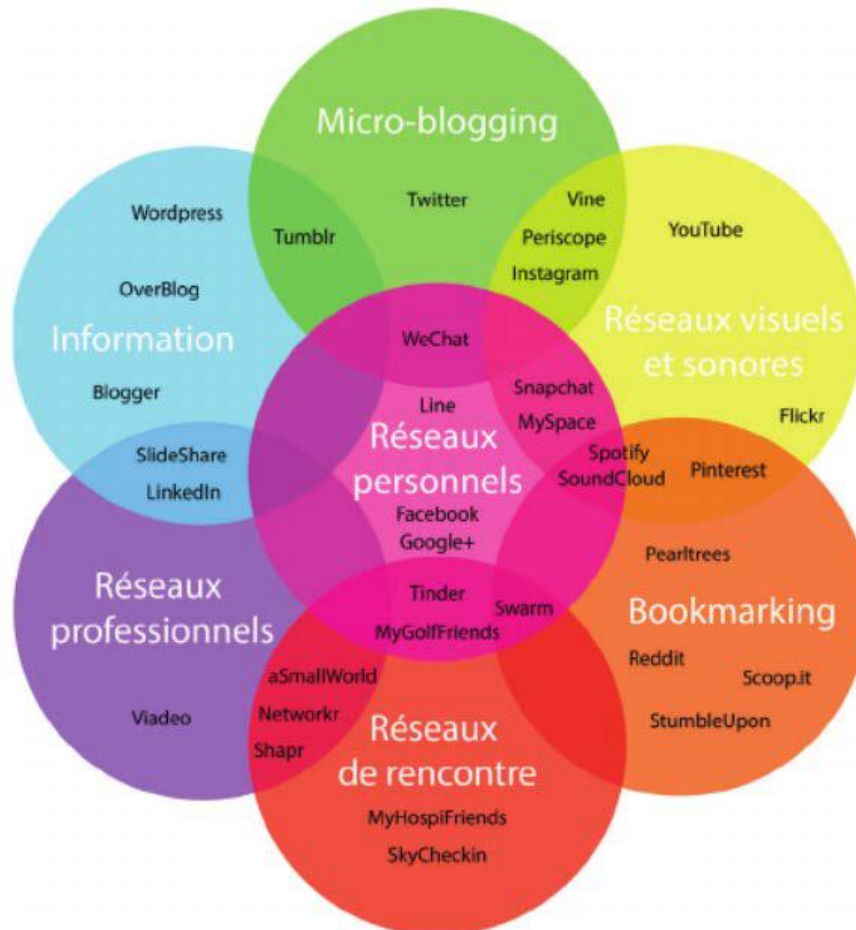 Micro-blogging
Twitter
Vine
Periscope
Instagram
Wordpress
Tumblr
OverBlog
Information
Blogger
YouTube
Réseaux visuels
et sonores
Flickr
WeChat
Line
Snapchat
MySpace
Réseaux
personnels
Spotify
SoundCloud
Pinterest
SlideShare
LinkedIn
Facebook
Google+
Pearltrees
Bookmarking
Reddit
Scoop.it
StumbleUpon
Tinder
Swarm
MyGolfFriends
Réseaux
professionnels
Viadeo
aSmallWorld
Networkr
Shapr
Réseaux
de rencontre
MyHospiFriends
SkyCheckin